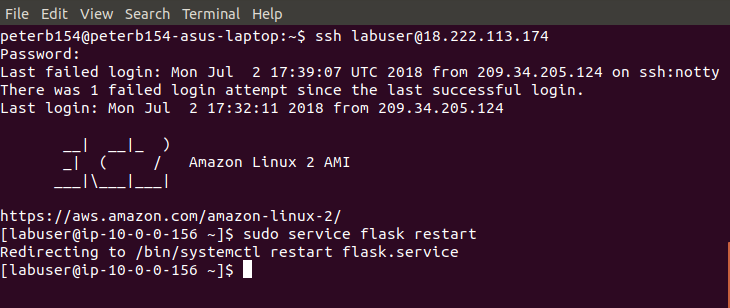 File Edit View Search Terminal Help
peterb154@peterb154-asus-laptop:~$ ssh labuser@18.222.113.174
Password:
Last failed login: Mon Jul  2 17:39:07 UTC 2018 from 209.34.205.124 on ssh:notty
There was 1 failed login attempt since the last successful login.
Last login: Mon Jul  2 17:32:11 2018 from 209.34.205.124
       __|  __|_  )
       _|  (     /   Amazon Linux 2 AMI
      ___|\___|___|
https://aws.amazon.com/amazon-linux-2/
[labuser@ip-10-0-0-156 ~]$ sudo service flask restart
Redirecting to /bin/systemctl restart flask.service
[labuser@ip-10-0-0-156 ~]$